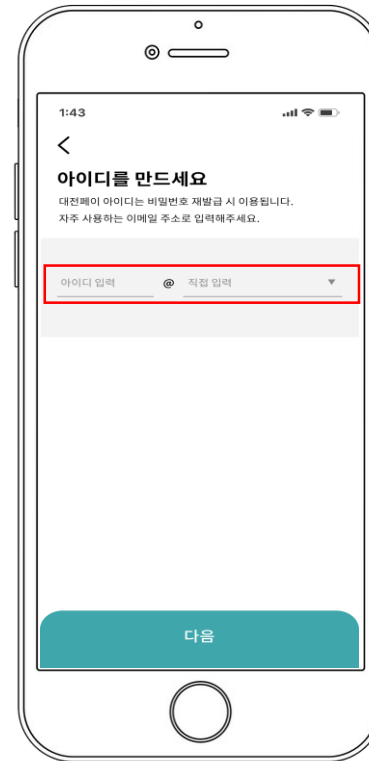 1:43
아이디를 만드세요
대전페이 아이디는 비밀번호 재발급 시 이용됩니다.
자주 사용하는 이메일 주소로 입력해주세요.
아이디 입력 @ 직접 입력
다음